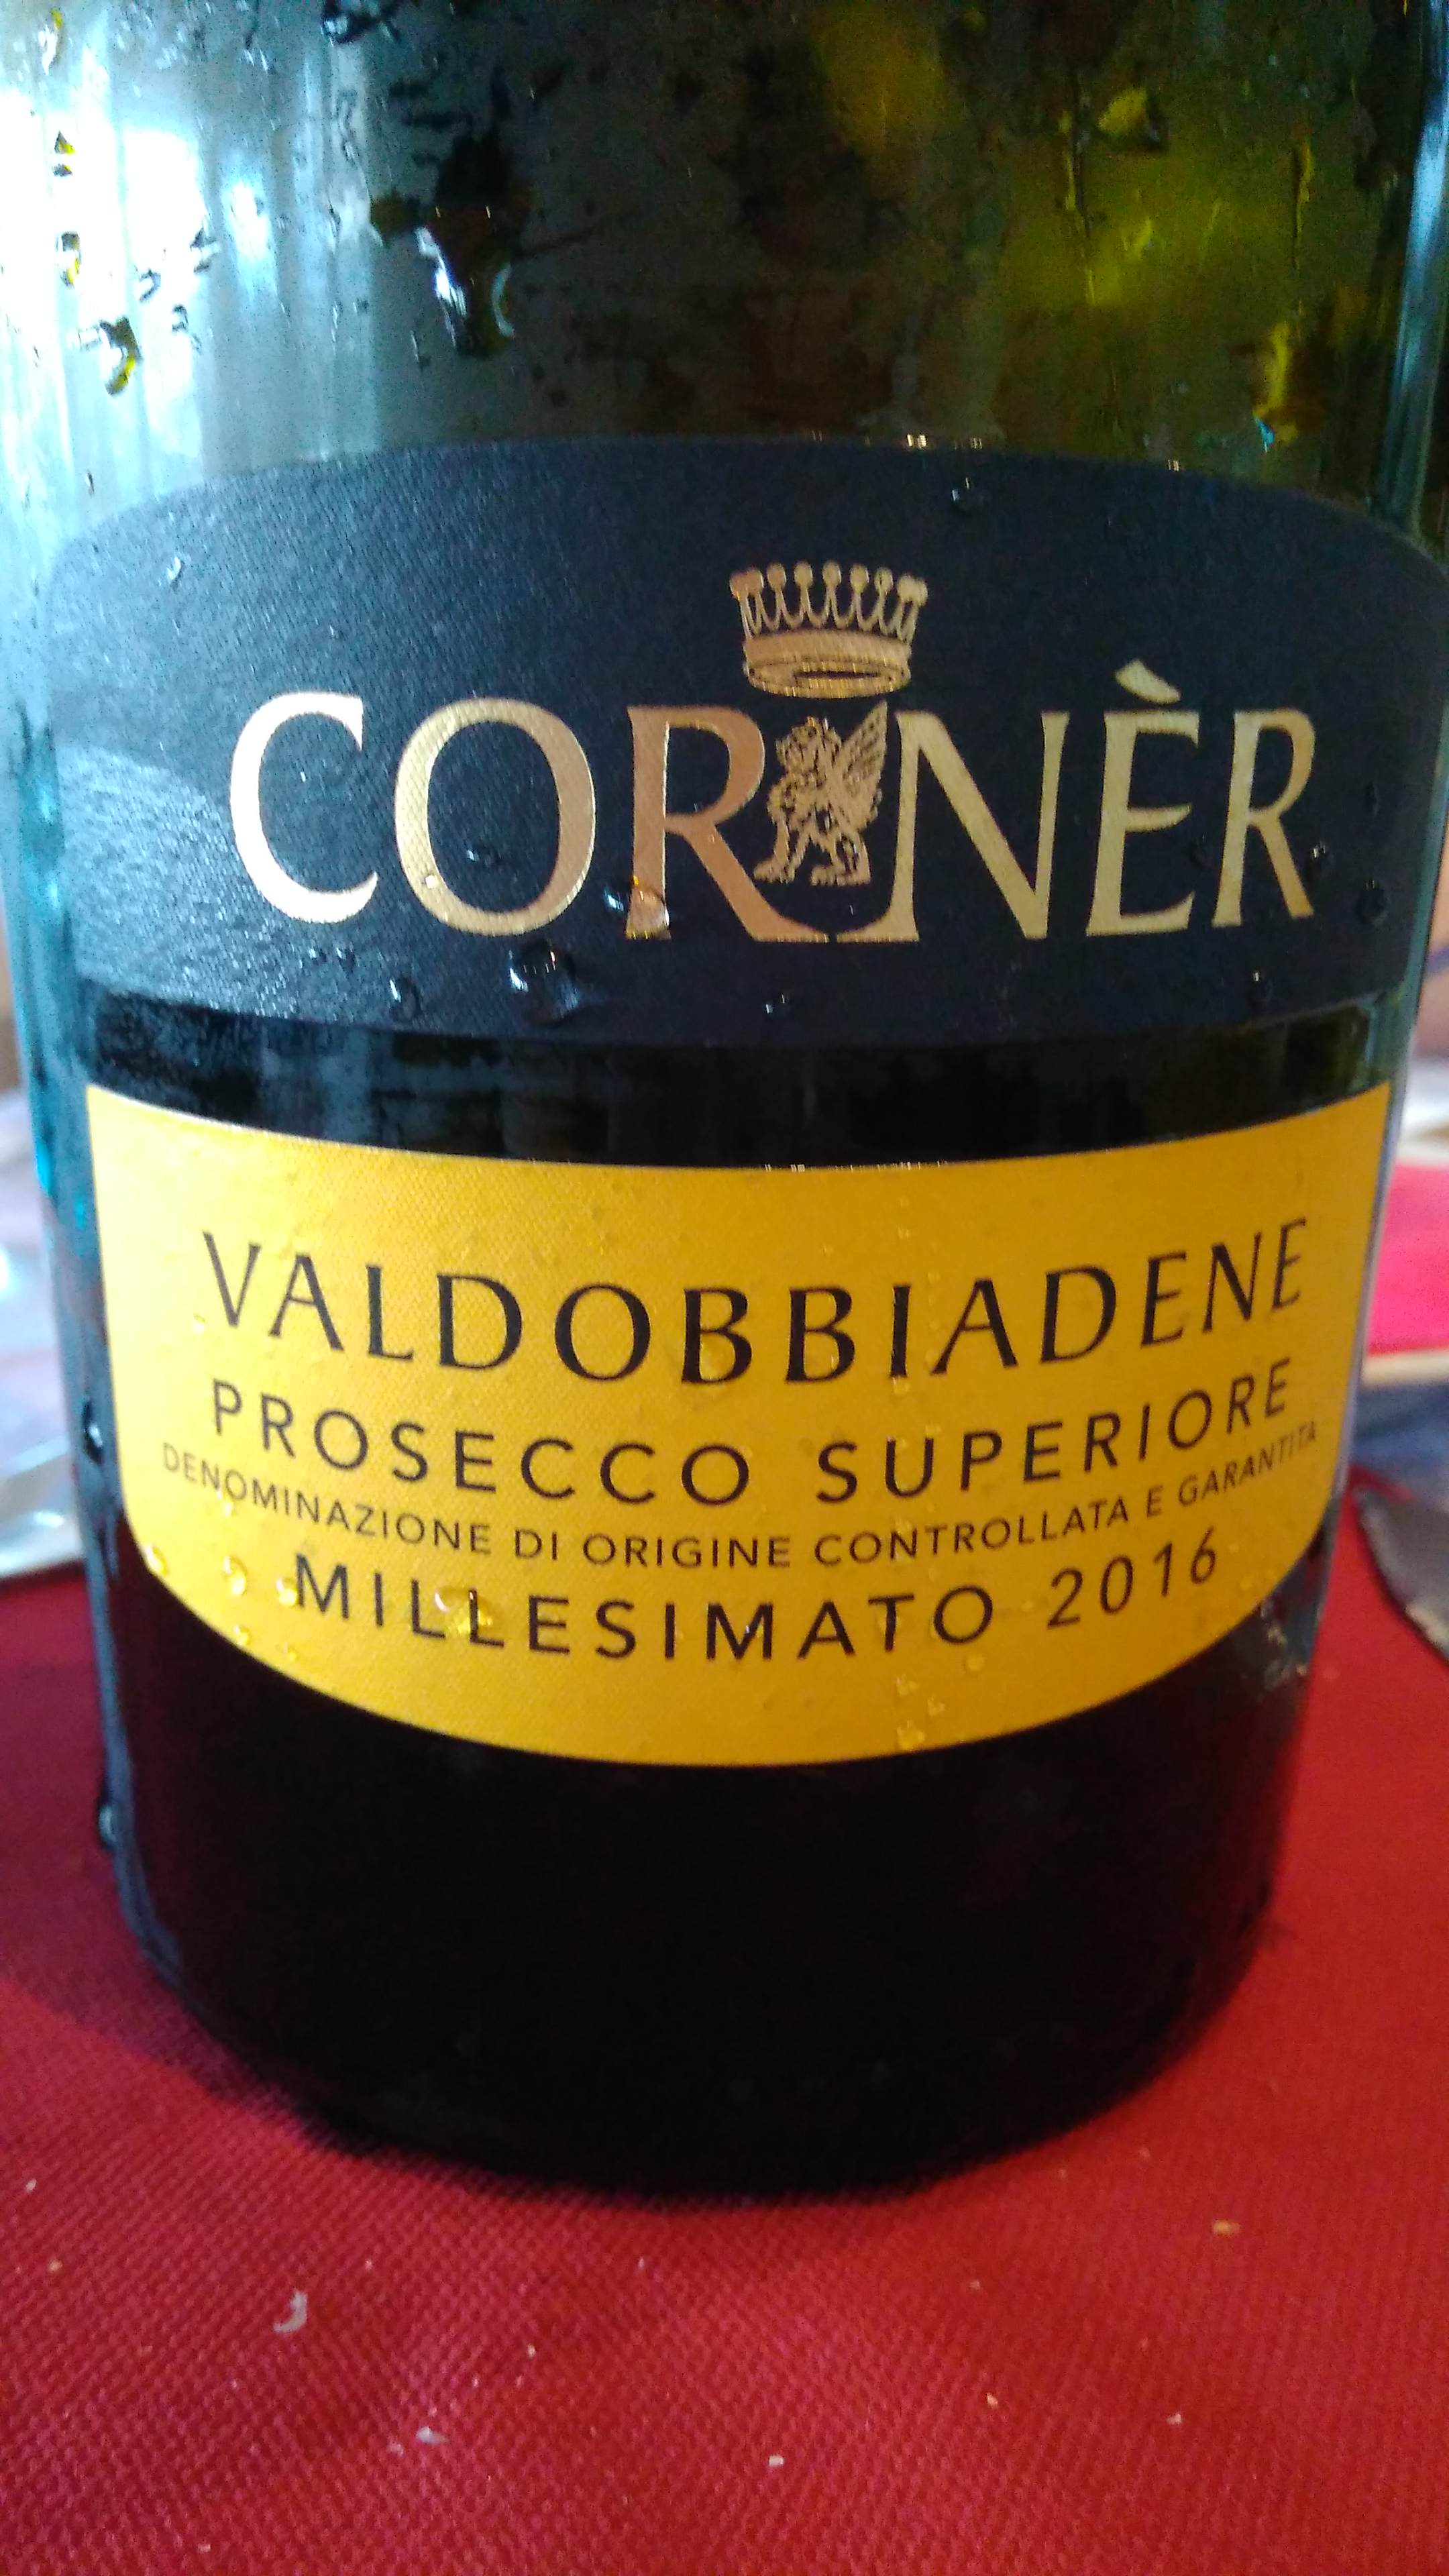 CORNÈR
VALDOBBIADENE
PROSECCO SUPERIORE
DENOMINAZIONE DI ORIGINE CONTROLLATA E GARANTITA
MILLESIMATO 2016